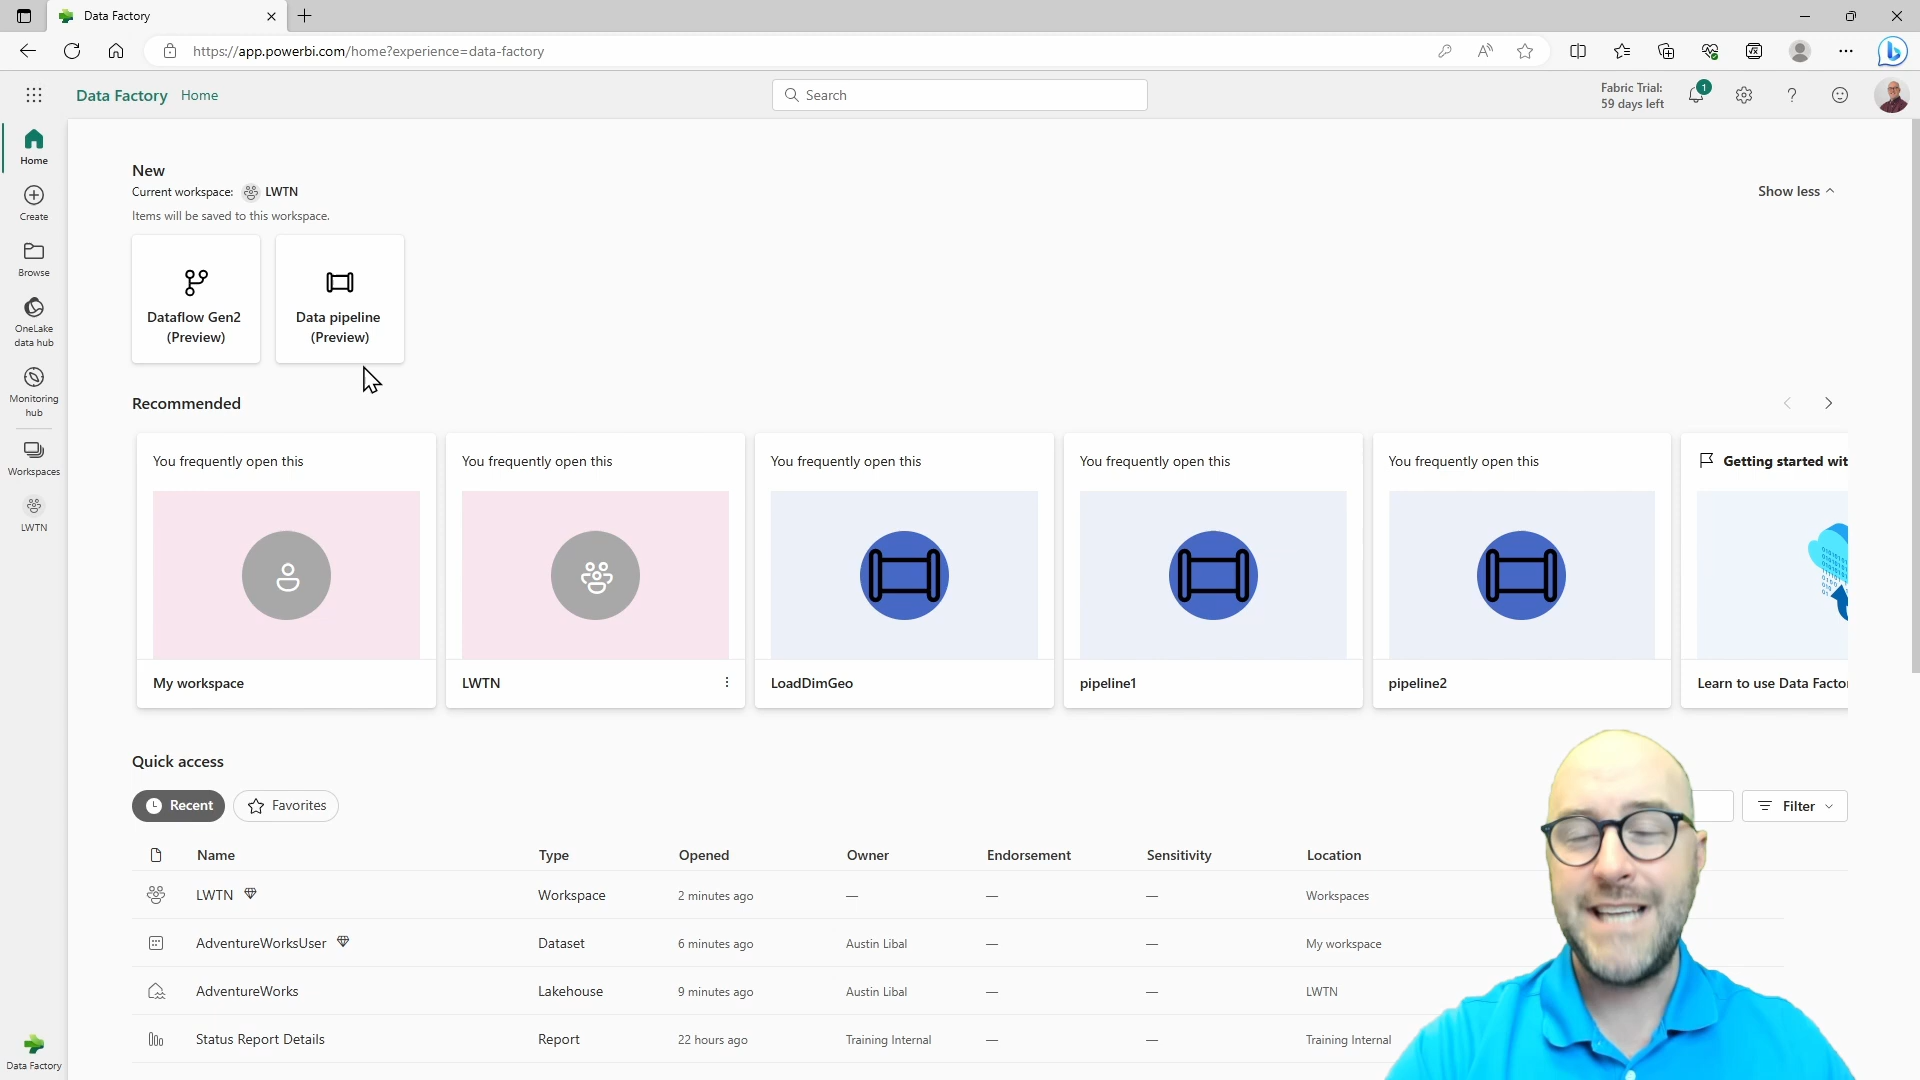 Data Factory
https://app.powerbi.com/home?experience=data-factory
Data Factory Home
Search
Fabric Trial:
59 days left
1
Home
Create
Browse
OneLake
data hub
Monitoring
hub
Workspaces
LWTN
Data Factory
New
Current workspace: LWTN
Items will be saved to this workspace.
Show less
Dataflow Gen2
(Preview)
Data pipeline
(Preview)
Recommended
You frequently open this
My workspace
You frequently open this
LWTN
You frequently open this
LoadDimGeo
You frequently open this
pipeline1
You frequently open this
pipeline2
Getting started wit
Learn to use Data Facto
Quick access
Recent
Favorites
Filter
Name Type Opened Owner Endorsement Sensitivity Location
LWTN Workspace 2 minutes ago — — — Workspaces
AdventureWorksUser Dataset 6 minutes ago Austin Libal — — My workspace
AdventureWorks Lakehouse 9 minutes ago Austin Libal — — LWTN
Status Report Details Report 22 hours ago Training Internal — — Training Internal